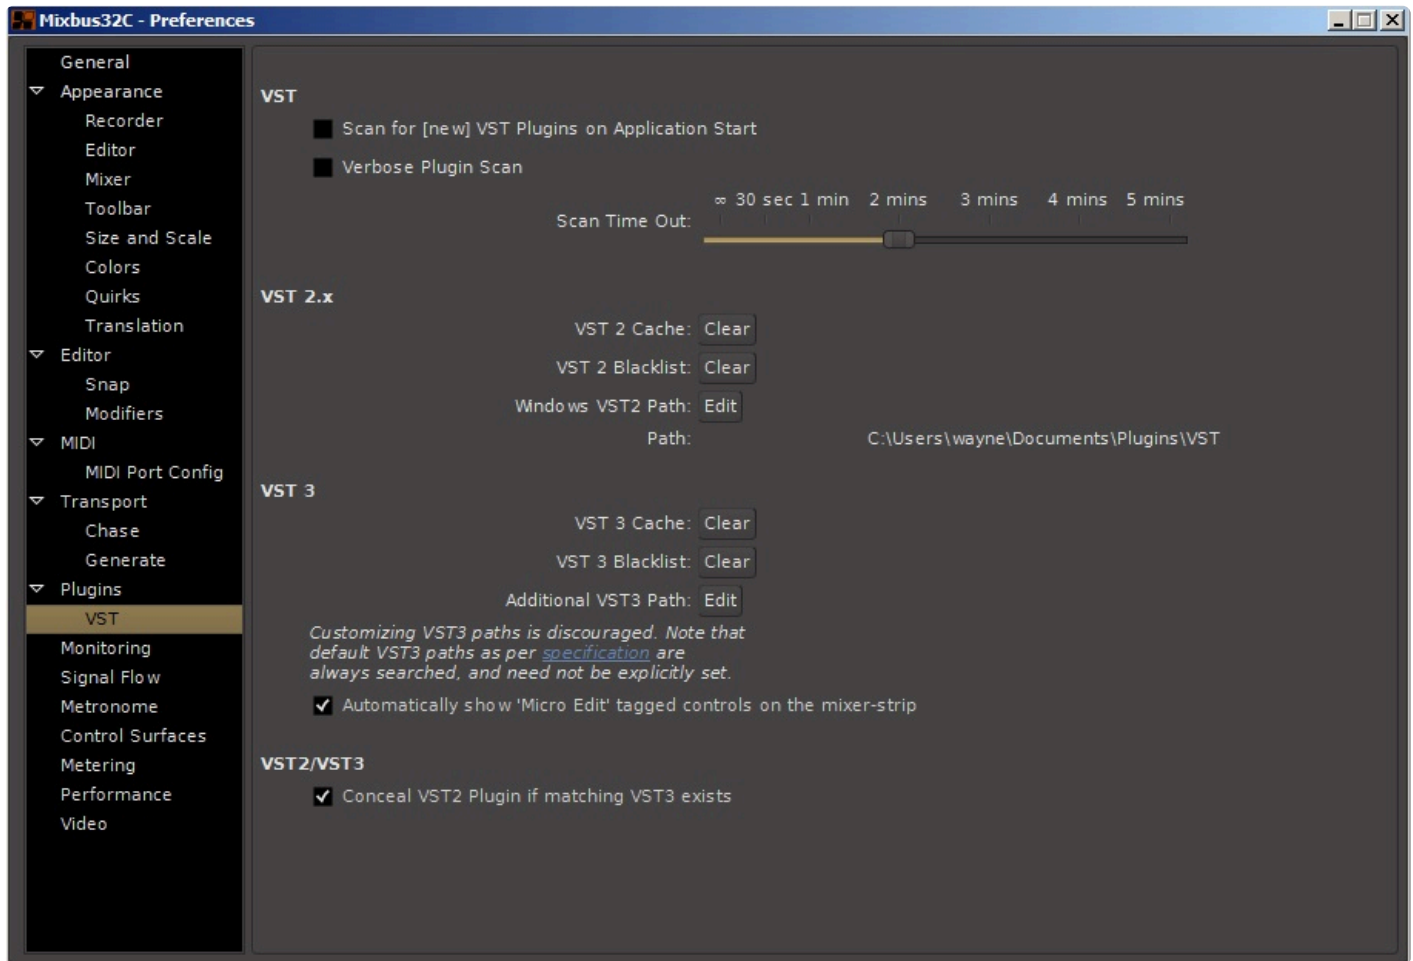 Mixbus32C - Preferences
General
Appearance
Recorder
Editor
Mixer
Toolbar
Size and Scale
Colors
Quirks
Translation
Editor
Snap
Modifiers
MIDI
MIDI Port Config
Transport
Chase
Generate
Plugins
VST
Monitoring
Signal Flow
Metronome
Control Surfaces
Metering
Performance
Video
VST
Scan for [new] VST Plugins on Application Start
Verbose Plugin Scan
∞ 30 sec 1 min 2 mins 3 mins 4 mins 5 mins
Scan Time Out:
VST 2.x
VST 2 Cache: Clear
VST 2 Blacklist: Clear
Windows VST2 Path: Edit
Path: C:\Users\wayne\Documents\Plugins\VST
VST 3
VST 3 Cache: Clear
VST 3 Blacklist: Clear
Additional VST3 Path: Edit
Customizing VST3 paths is discouraged. Note that
default VST3 paths as per specification are
always searched, and need not be explicitly set.
Automatically show 'Micro Edit' tagged controls on the mixer-strip
VST2/VST3
Conceal VST2 Plugin if matching VST3 exists